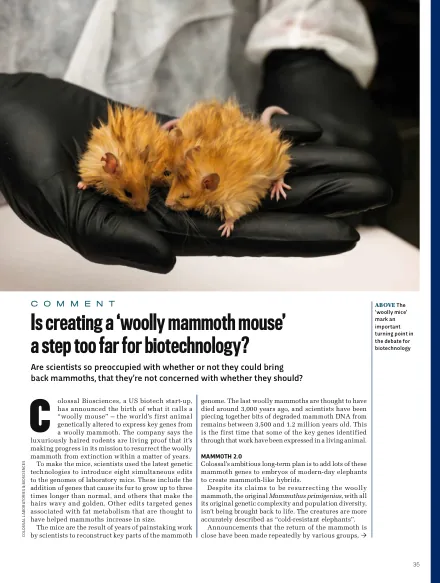 COMMENT
Is creating a ‘woolly mammoth mouse’
a step too far for biotechnology?
Are scientists so preoccupied with whether or not they could bring
back mammoths, that they're not concerned with whether they should?
Colossal Biosciences, a US biotech start-up,
has announced the birth of what it calls a
“woolly mouse” – the world's first animal
genetically altered to express key genes from
a woolly mammoth. The company says the
luxuriously haired rodents are living proof that it's
making progress in its mission to resurrect the woolly
mammoth from extinction within a matter of years.
To make the mice, scientists used the latest genetic
technologies to introduce eight simultaneous edits
to the genomes of laboratory mice. These include the
addition of genes that cause its fur to grow up to three
times longer than normal, and others that make the
hairs wavy and golden. Other edits targeted genes
associated with fat metabolism that are thought to
have helped mammoths increase in size.
The mice are the result of years of painstaking work
by scientists to reconstruct key parts of the mammoth
genome. The last woolly mammoths are thought to have
died around 3,000 years ago, and scientists have been
piecing together bits of degraded mammoth DNA from
remains between 3,500 and 1.2 million years old. This
is the first time that some of the key genes identified
through that work have been expressed in a living animal.
MAMMOTH 2.0
Colossal's ambitious long-term plan is to add lots of these
mammoth genes to embryos of modern-day elephants
to create mammoth-like hybrids.
Despite its claims to be resurrecting the woolly
mammoth, the original Mammuthus primigenius, with all
its original genetic complexity and population diversity,
isn't being brought back to life. The creatures are more
accurately described as “cold-resistant elephants”.
Announcements that the return of the mammoth is
close have been made repeatedly by various groups, →
ABOVE The
‘woolly mice’
mark an
important
turning point in
the debate for
biotechnology
COLOSSAL LABORATORIES & BIOSCIENCES
35